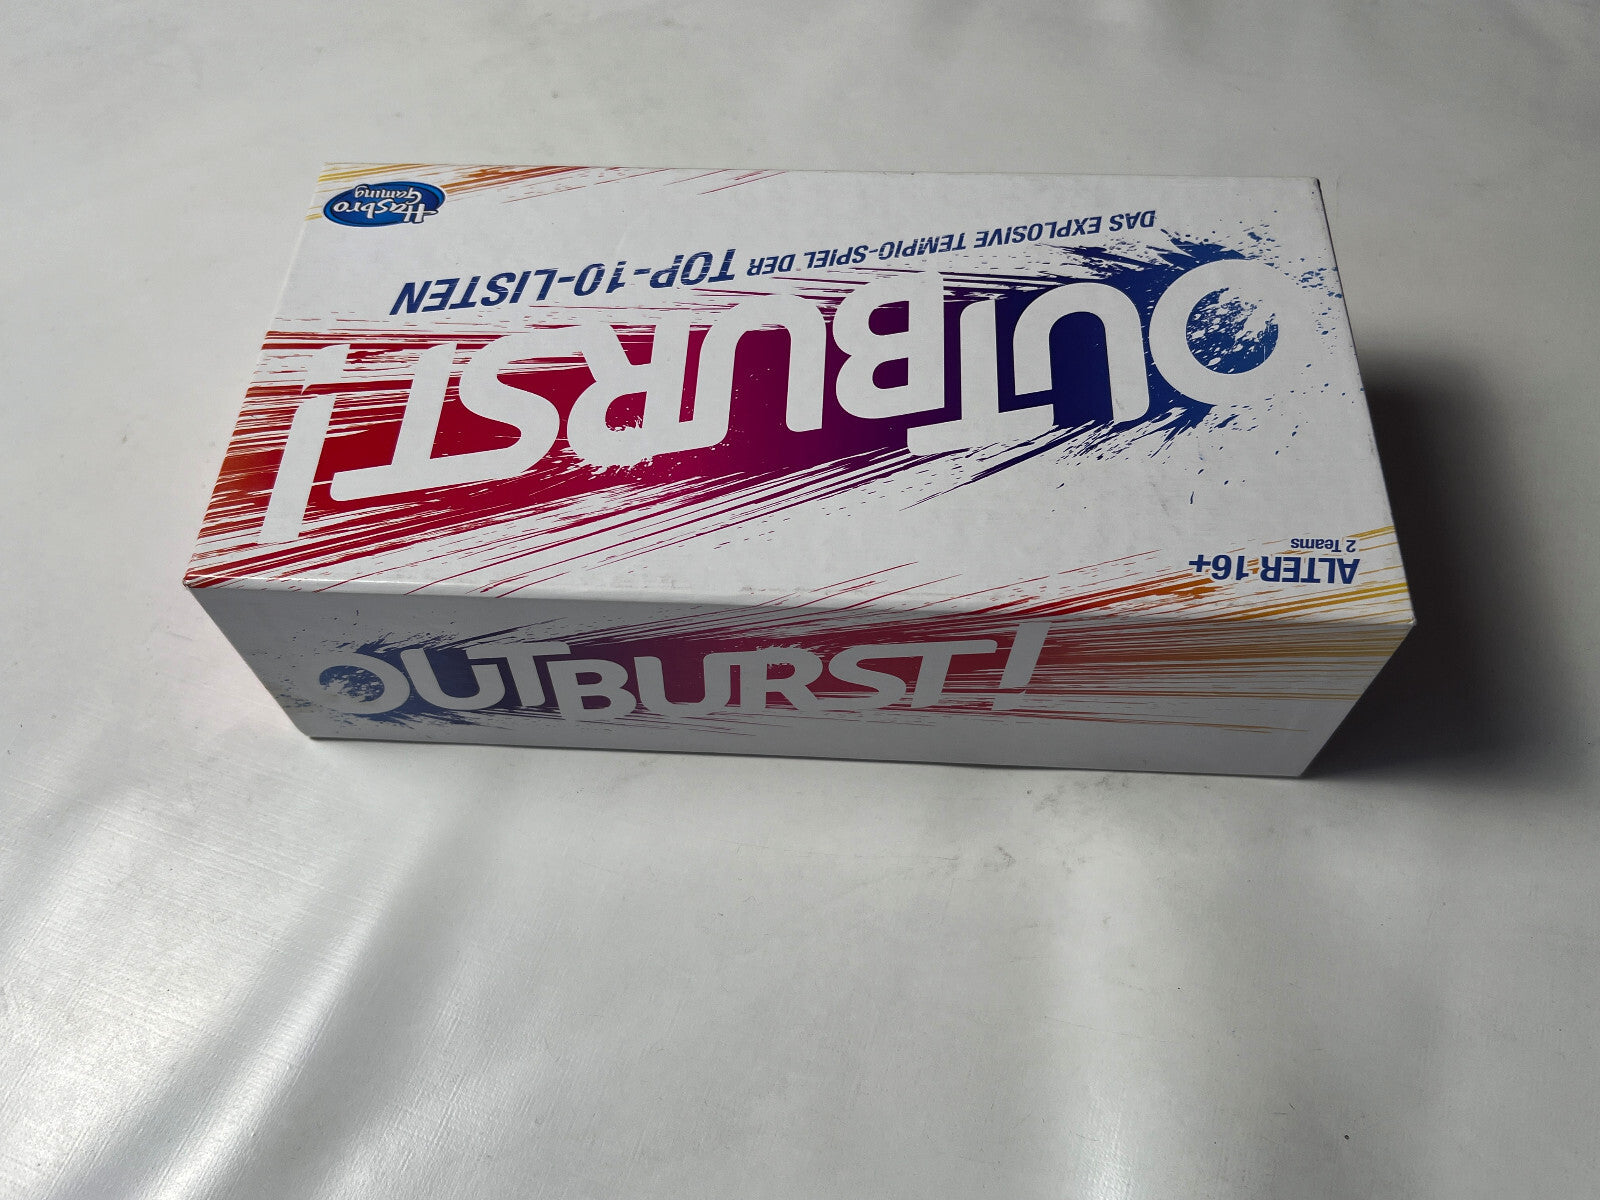 Hasbro
Gaming
OUTBURST!
DAS EXPLOSIVE TEMPIO-SPIEL DER TOP-10-LISTEN
ALTER 16+
2 Teams
OUTBURST!